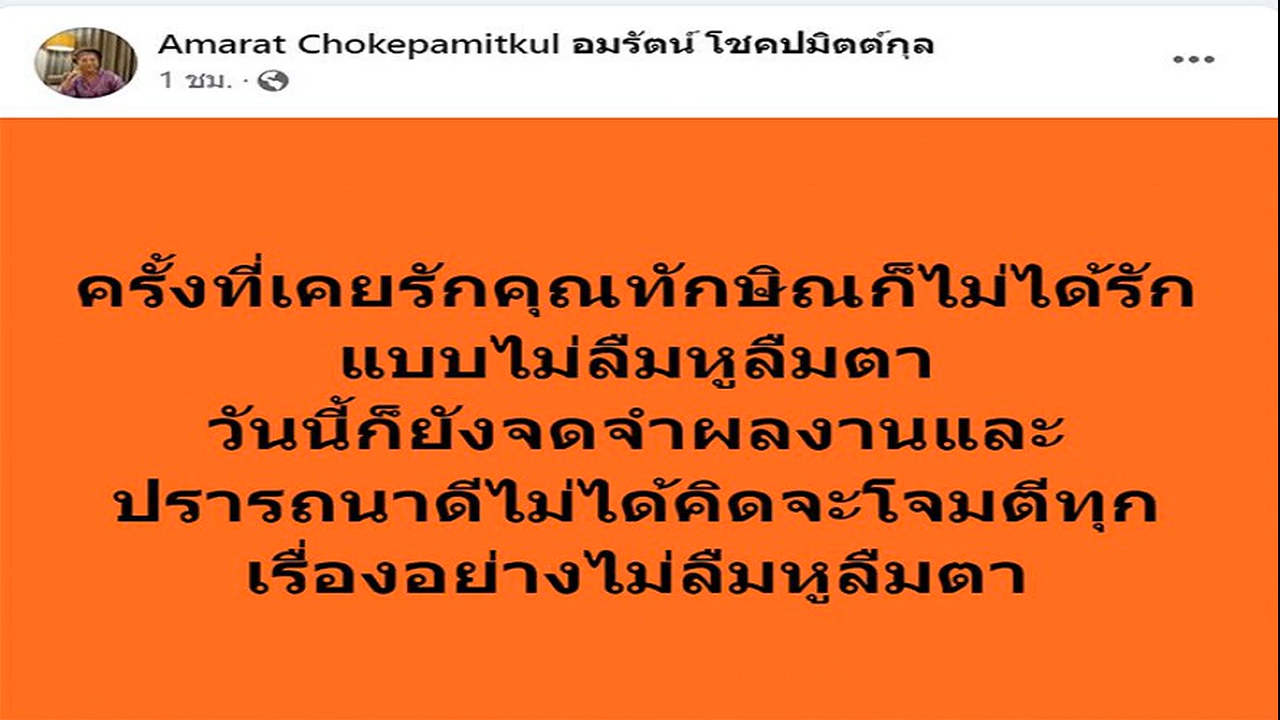 Amarat Chokepamitkul อมรัตน์ โชคปมิตต์กุล
1 ชม. ·
ครั้งที่เคยรักคุณทักษิณก็ไม่ได้รัก
แบบไม่ลืมหูลืมตา
วันนี้ก็ยังจดจำผลงานและ
ปรารถนาดีไม่ได้คิดจะโจมตีทุก
เรื่องอย่างไม่ลืมหูลืมตา